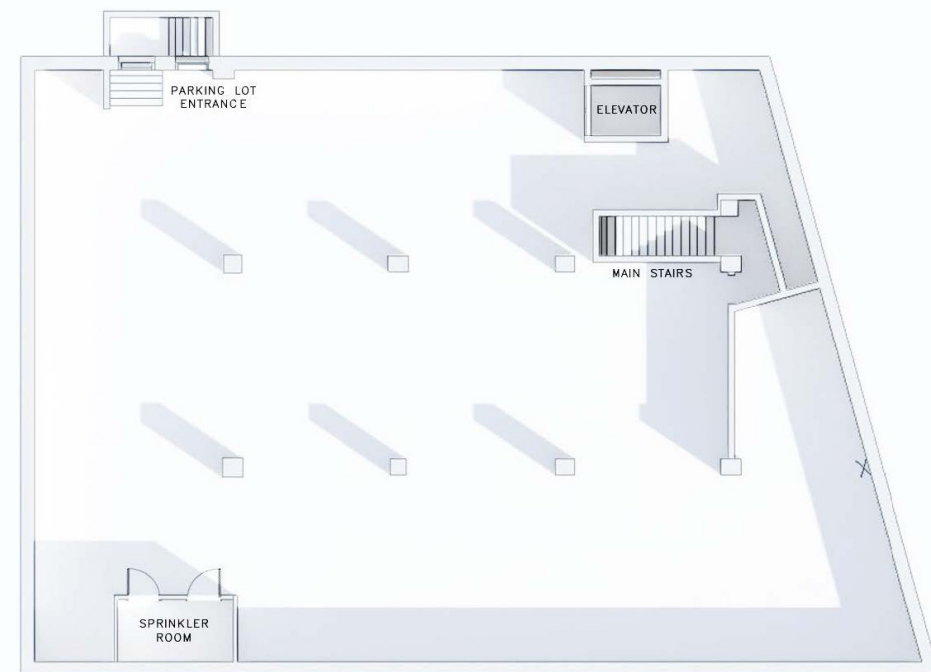 PARKING LOT
ENTRANCE
ELEVATOR
MAIN STAIRS
SPRINKLER
ROOM